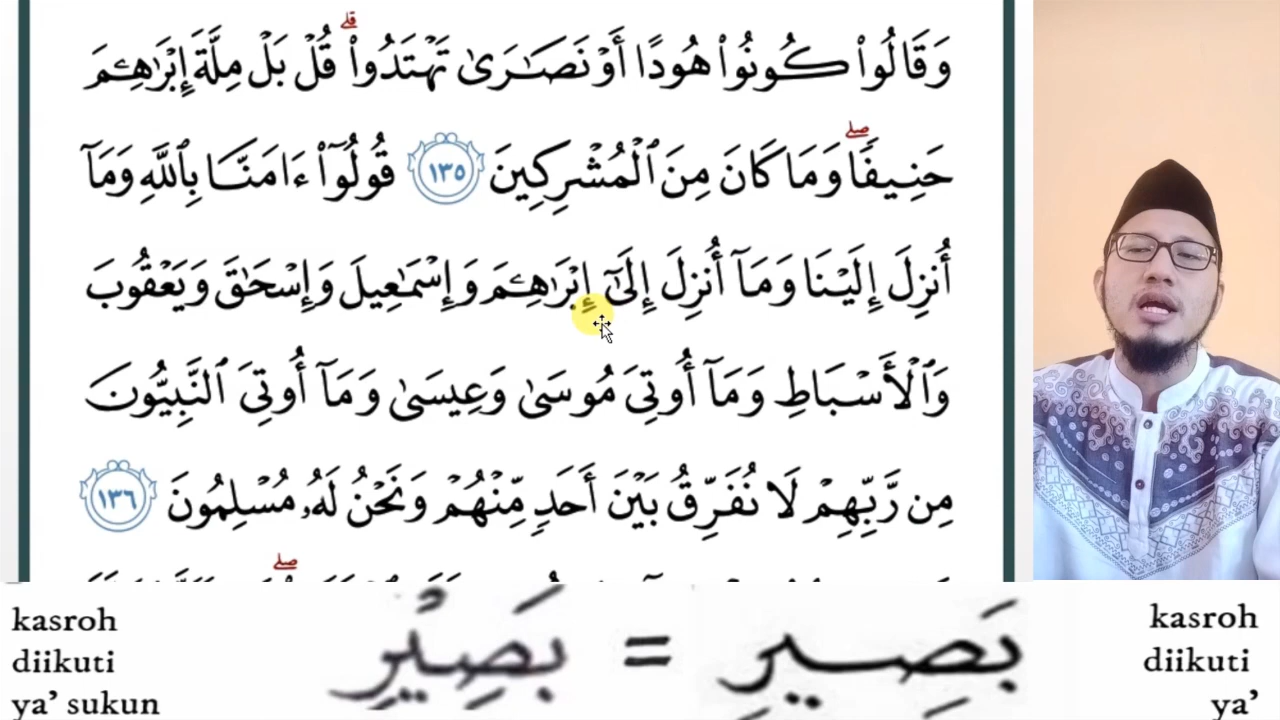 وَقَالُوا۟ كُونُوا۟ هُودًا أَوْ نَصَـٰرَىٰ تَهْتَدُوا۟ ۗ قُلْ بَلْ مِلَّةَ إِبْرَٰهِـۧمَ
حَنِيفًا ۖ وَمَا كَانَ مِنَ ٱلْمُشْرِكِينَ ١٣٥ قُولُوٓا۟ ءَامَنَّا بِٱللَّهِ وَمَآ
أُنزِلَ إِلَيْنَا وَمَآ أُنزِلَ إِلَىٰٓ إِبْرَٰهِـۧمَ وَإِسْمَـٰعِيلَ وَإِسْحَـٰقَ وَيَعْقُوبَ
وَٱلْأَسْبَاطِ وَمَآ أُوتِىَ مُوسَىٰ وَعِيسَىٰ وَمَآ أُوتِىَ ٱلنَّبِيُّونَ
مِن رَّبِّهِمْ لَا نُفَرِّقُ بَيْنَ أَحَدٍ مِّنْهُمْ وَنَحْنُ لَهُۥ مُسْلِمُونَ ١٣٦
بَصِيرِ = بَصِيْرِ
kasroh
diikuti
ya’
kasroh
diikuti
ya’ sukun